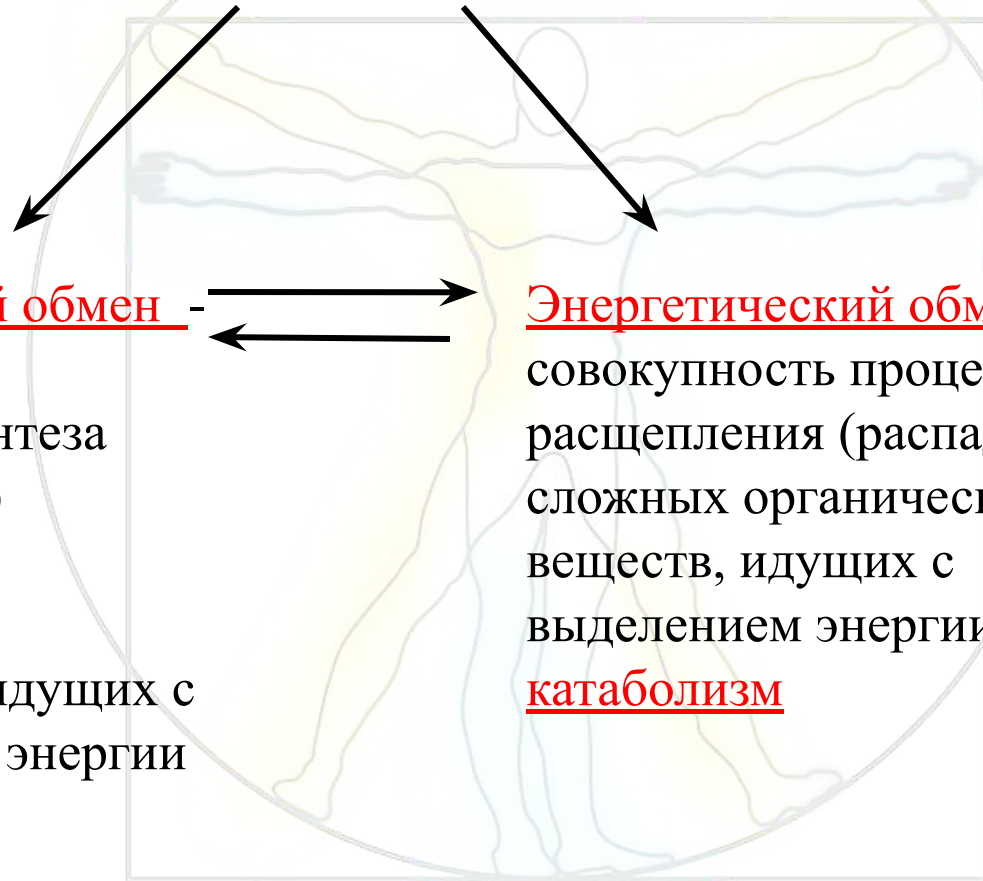 й обмен -
нтеза
)
идущих с
энергии
Энергетический обм
совокупность проце
расщепления (распа
сложных органическ
веществ, идущих с
выделением энергии
катаболизм